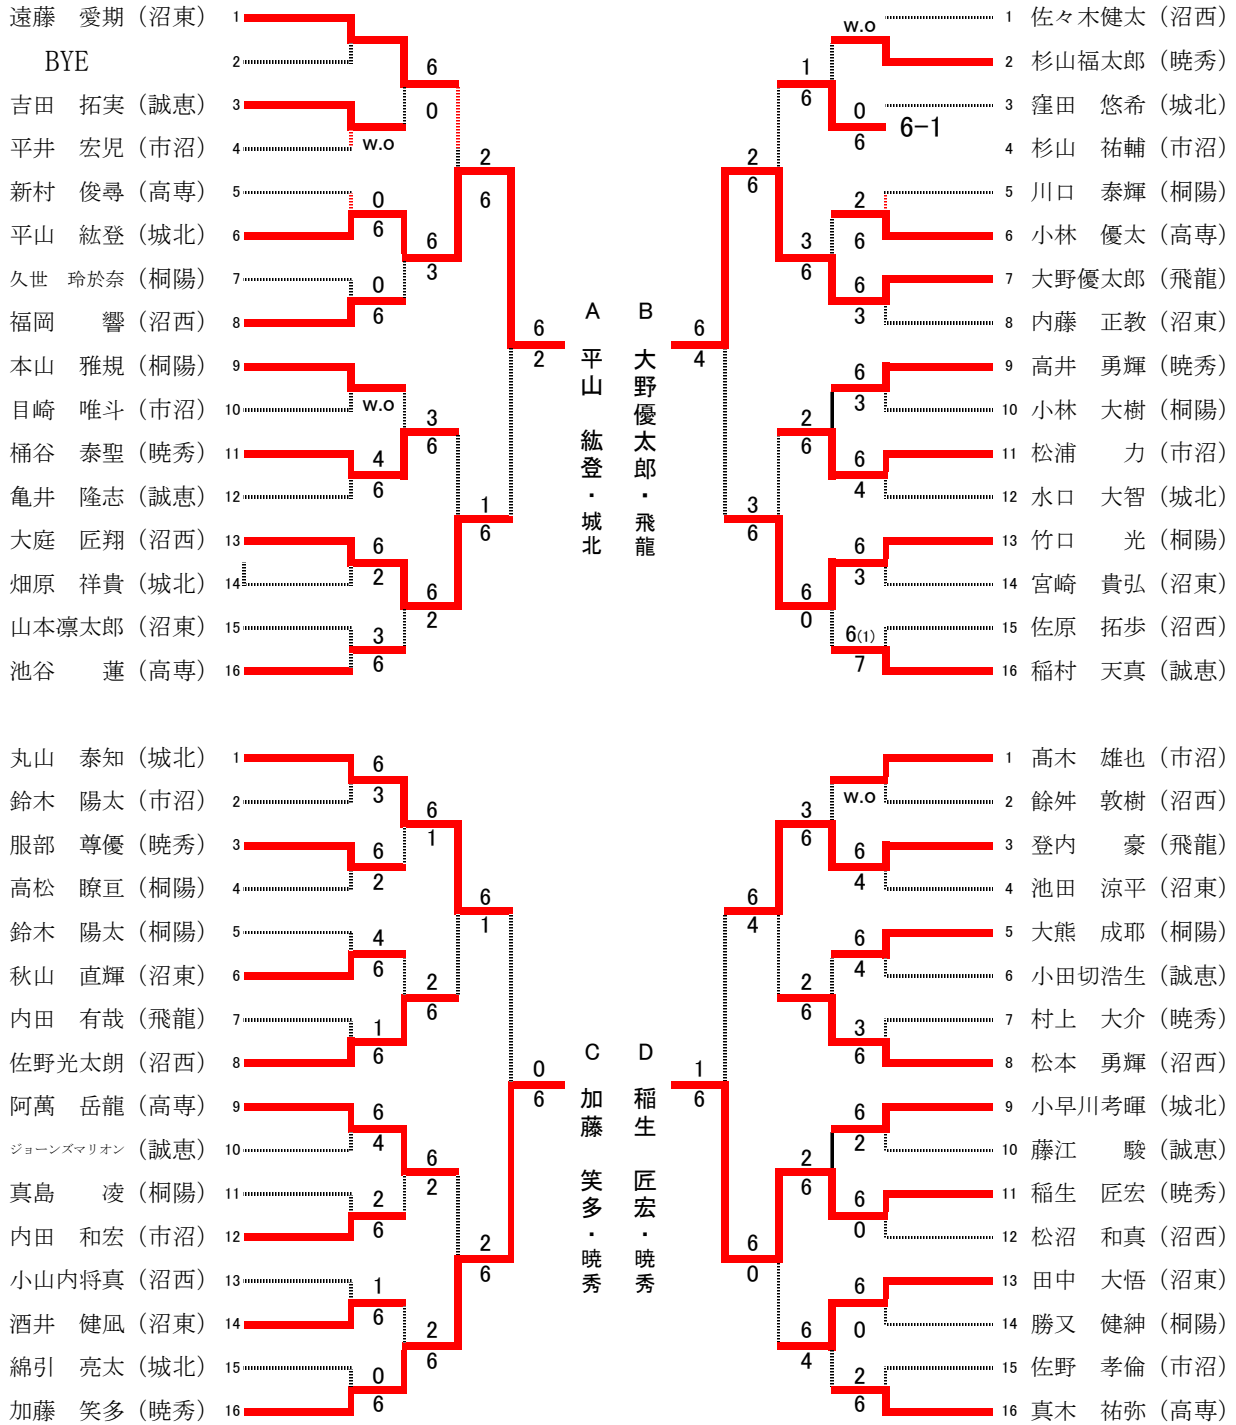 遠藤　愛期（沼東） 1
BYE 2
吉田　拓実（誠恵） 3
平井　宏児（市沼） 4
新村　俊尋（高専） 5
平山　紘登（城北） 6
久世　玲於奈（桐陽） 7
福岡　　響（沼西） 8
本山　雅規（桐陽） 9
目崎　唯斗（市沼） 10
桶谷　泰聖（暁秀） 11
亀井　隆志（誠恵） 12
大庭　匠翔（沼西） 13
畑原　祥貴（城北） 14
山本凛太郎（沼東） 15
池谷　　蓮（高専） 16
w.o
0
6
0
6
w.o
4
6
6
2
3
6
6
0
6
3
3
6
6
2
2
6
1
6
6
2
A 平山　紘登・城北
B 大野優太郎・飛龍
6
4
2
6
3
6
1
6
3
6
2
6
6
0
w.o
0
6
6-1
2
6
6
3
6
3
6
4
6
3
6(1)
7
1 佐々木健太（沼西）
2 杉山福太郎（暁秀）
3 窪田　悠希（城北）
4 杉山　祐輔（市沼）
5 川口　泰輝（桐陽）
6 小林　優太（高専）
7 大野優太郎（飛龍）
8 内藤　正教（沼東）
9 高井　勇輝（暁秀）
10 小林　大樹（桐陽）
11 松浦　　力（市沼）
12 水口　大智（城北）
13 竹口　　光（桐陽）
14 宮崎　貴弘（沼東）
15 佐原　拓歩（沼西）
16 稲村　天真（誠恵）
丸山　泰知（城北） 1
鈴木　陽太（市沼） 2
服部　尊優（暁秀） 3
高松　瞭亘（桐陽） 4
鈴木　陽太（桐陽） 5
秋山　直輝（沼東） 6
内田　有哉（飛龍） 7
佐野光太朗（沼西） 8
阿萬　岳龍（高専） 9
ジョーンズマリオン（誠恵） 10
真島　　凌（桐陽） 11
内田　和宏（市沼） 12
小山内将真（沼西） 13
酒井　健凪（沼東） 14
綿引　亮太（城北） 15
加藤　笑多（暁秀） 16
6
3
6
2
4
6
1
6
6
4
2
6
1
6
0
6
6
1
2
6
6
2
2
6
6
1
2
6
0
6
C 加藤　笑多・暁秀
D 稲生　匠宏・暁秀
1
6
6
4
6
0
3
6
2
6
2
6
6
4
w.o
6
4
6
4
3
6
6
2
6
0
6
0
2
6
1 髙木　雄也（市沼）
2 餘舛　敦樹（沼西）
3 登内　　豪（飛龍）
4 池田　涼平（沼東）
5 大熊　成耶（桐陽）
6 小田切浩生（誠恵）
7 村上　大介（暁秀）
8 松本　勇輝（沼西）
9 小早川考暉（城北）
10 藤江　　駿（誠恵）
11 稲生　匠宏（暁秀）
12 松沼　和真（沼西）
13 田中　大悟（沼東）
14 勝又　健紳（桐陽）
15 佐野　孝倫（市沼）
16 真木　祐弥（高専）